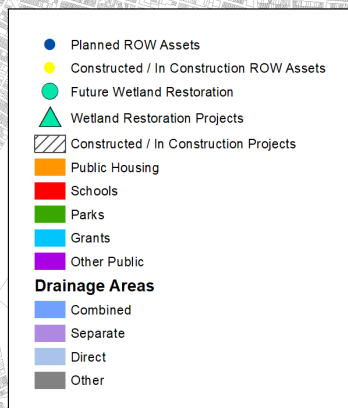 Planned ROW Assets
Constructed / In Construction ROW Assets
Future Wetland Restoration
Wetland Restoration Projects
Constructed / In Construction Projects
Public Housing
Schools
Parks
Grants
Other Public
Drainage Areas
Combined
Separate
Direct
Other